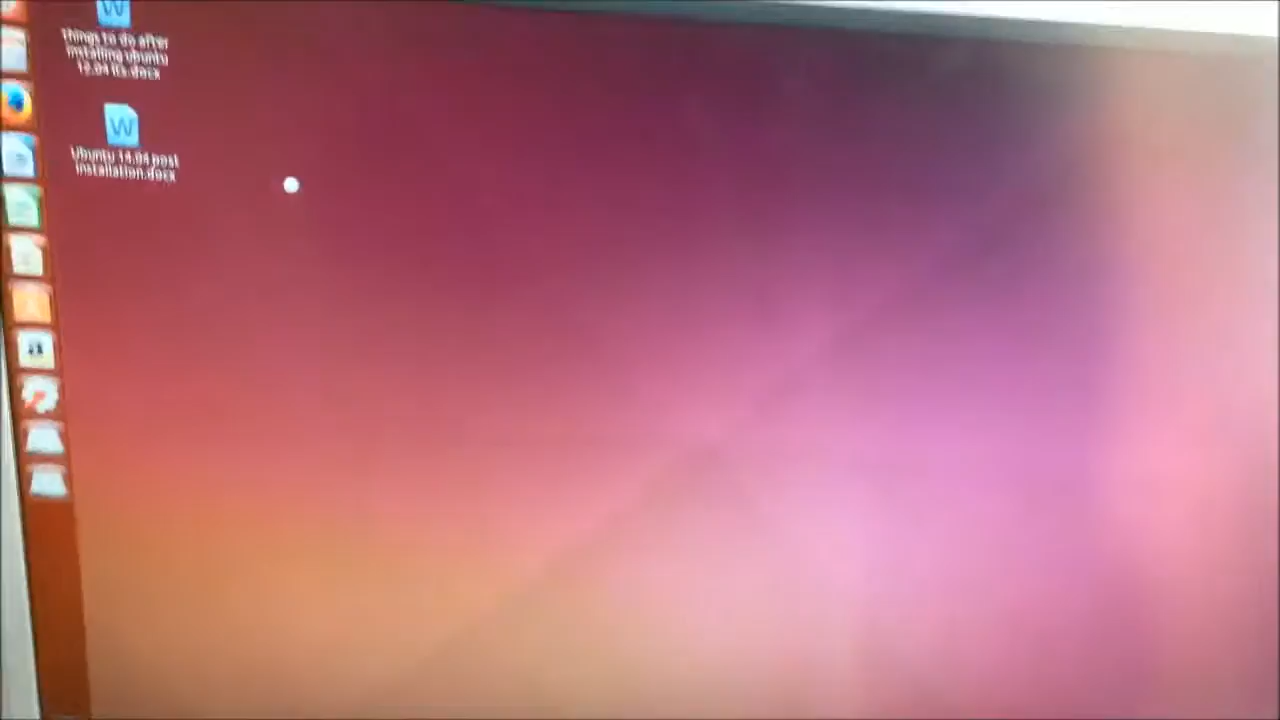 Things to do after
installing ubuntu
12.04 lts.docx
Ubuntu 14.04 post
installation.docx